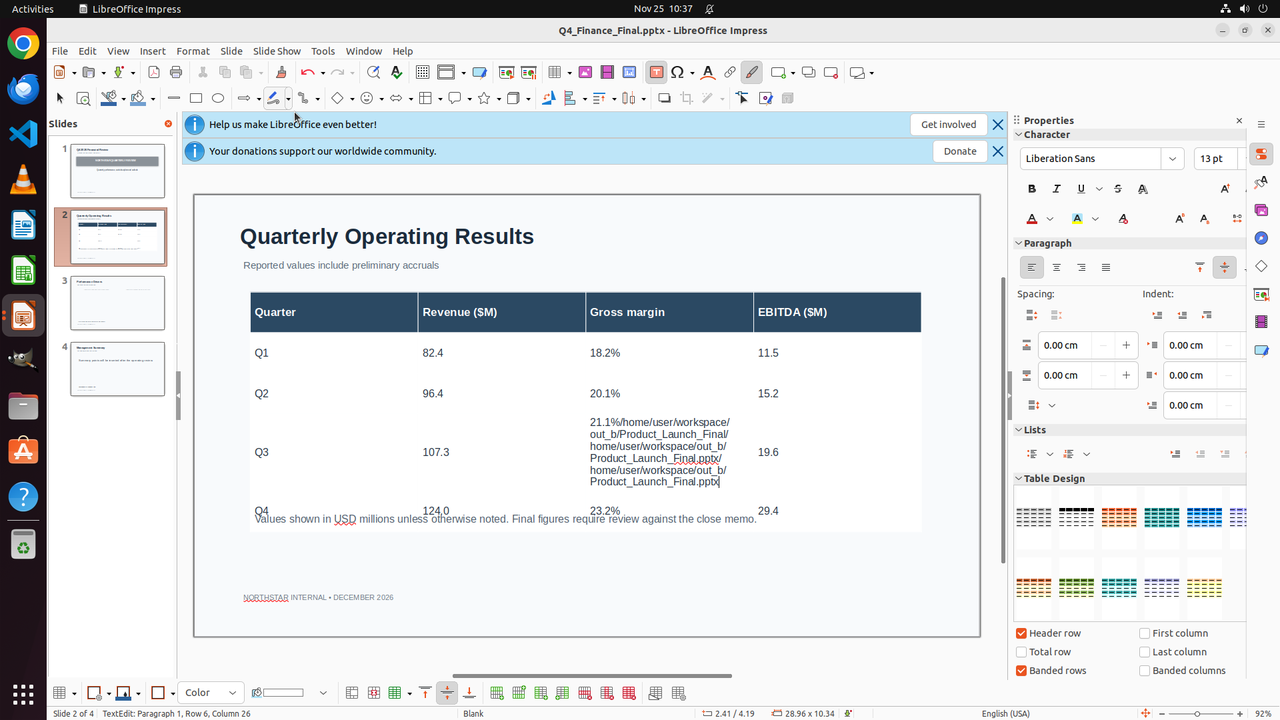 Activities
LibreOffice Impress
Nov 25 10:37
Q4_Finance_Final.pptx - LibreOffice Impress
File Edit View Insert Format Slide Slide Show Tools Window Help
Slides
Help us make LibreOffice even better!
Get involved
Your donations support our worldwide community.
Donate
1
2
3
4
Quarterly Operating Results
Reported values include preliminary accruals
Quarter Revenue ($M) Gross margin EBITDA ($M)
Q1 82.4 18.2% 11.5
Q2 96.4 20.1% 15.2
Q3 107.3 21.1%/home/user/workspace/
out_b/Product_Launch_Final/
home/user/workspace/out_b/
Product_Launch_Final.pptx/
home/user/workspace/out_b/
Product_Launch_Final.pptx
19.6
Q4 124.0 23.2% 29.4
Values shown in USD millions unless otherwise noted. Final figures require review against the close memo.
NORTHSTAR INTERNAL • DECEMBER 2026
Properties
Character
Liberation Sans
13 pt
Paragraph
Spacing: Indent:
0.00 cm 0.00 cm
0.00 cm 0.00 cm
0.00 cm
Lists
Table Design
Header row First column
Total row Last column
Banded rows Banded columns
Color
Slide 2 of 4
TextEdit: Paragraph 1, Row 6, Column 26
Blank
2.41 / 4.19
28.96 x 10.34
English (USA)
92%